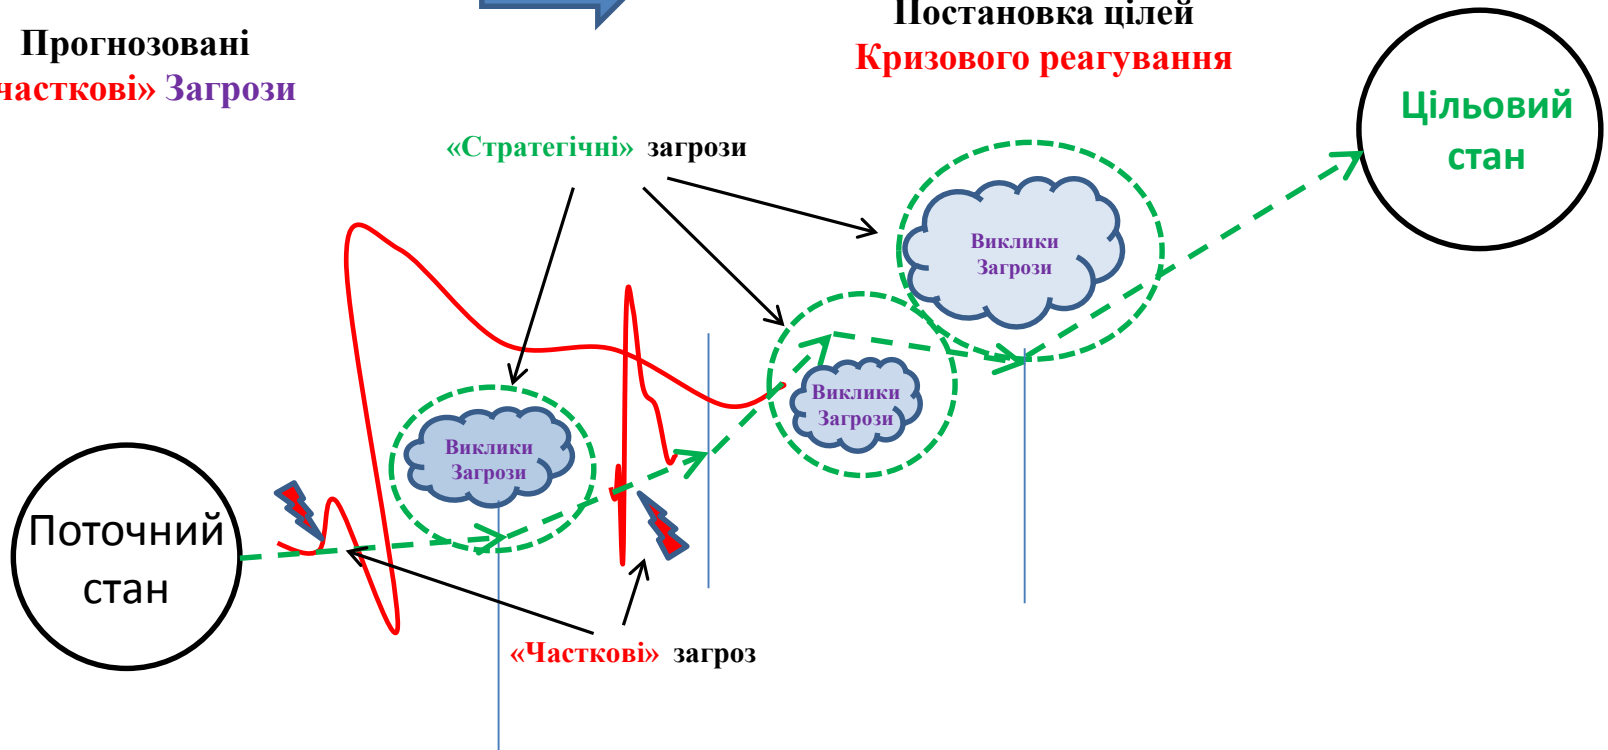 Постановка цілей
Кризового реагування
Прогнозовані
часткові» Загрози
Цільовий
стан
«Стратегічні» загрози
Виклики
Загрози
Виклики
Загрози
Виклики
Загрози
Поточний
стан
«Часткові» загроз